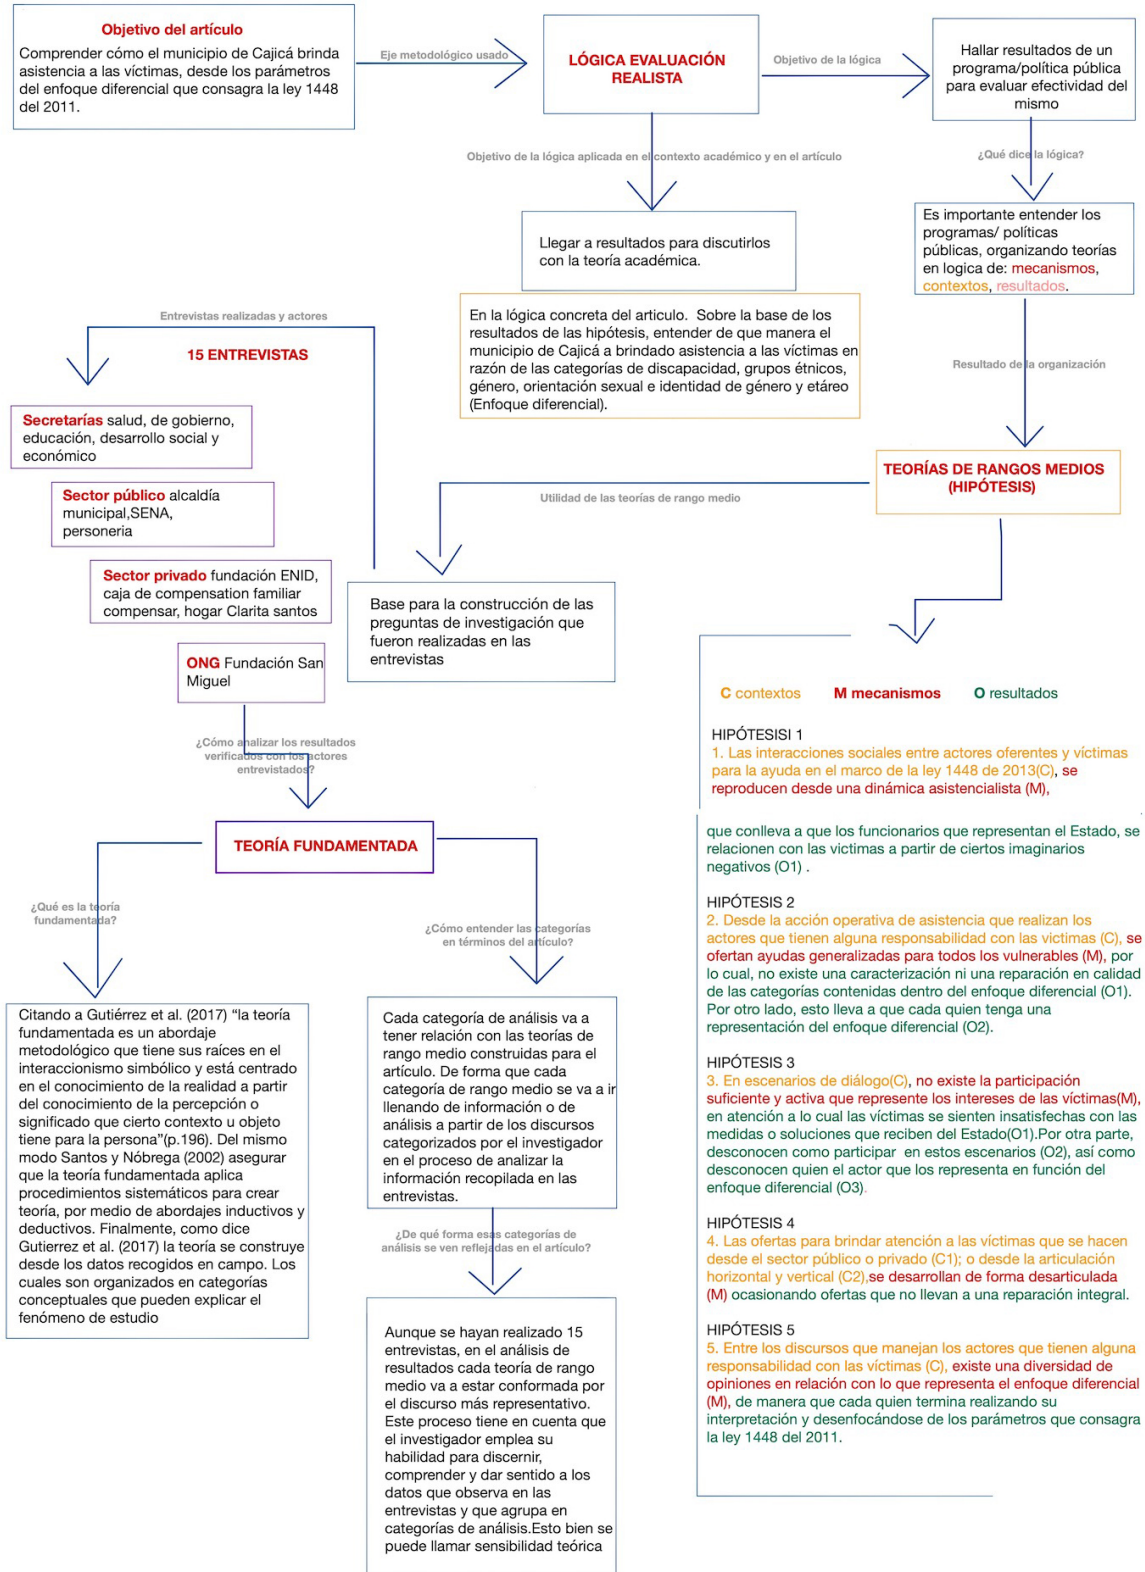 Objetivo del artículo
Comprender cómo el municipio de Cajicá brinda
asistencia a las víctimas, desde los parámetros
del enfoque diferencial que consagra la ley 1448
del 2011.
Eje metodológico usado
LÓGICA EVALUACIÓN
REALISTA
Objetivo de la lógica
Hallar resultados de un
programa/política pública
para evaluar efectividad del
mismo
Objetivo de la lógica aplicada en el contexto académico y en el artículo
¿Qué dice la lógica?
Llegar a resultados para discutirlos
con la teoría académica.
Es importante entender los
programas/ políticas
públicas, organizando teorías
en logica de: mecanismos,
contextos, resultados.
En la lógica concreta del articulo. Sobre la base de los
resultados de las hipótesis, entender de que manera el
municipio de Cajicá a brindado asistencia a las víctimas en
razón de las categorías de discapacidad, grupos étnicos,
género, orientación sexual e identidad de género y etáreo
(Enfoque diferencial).
Entrevistas realizadas y actores
15 ENTREVISTAS
Resultado de la organización
Secretarías salud, de gobierno,
educación, desarrollo social y
económico
Sector público alcaldía
municipal,SENA,
personeria
Sector privado fundación ENID,
caja de compensation familiar
compensar, hogar Clarita santos
ONG Fundación San
Miguel
TEORÍAS DE RANGOS MEDIOS
(HIPÓTESIS)
Utilidad de las teorías de rango medio
Base para la construcción de las
preguntas de investigación que
fueron realizadas en las
entrevistas
¿Cómo analizar los resultados
verificados con los actores
entrevistados?
TEORÍA FUNDAMENTADA
¿Qué es la teoría
fundamentada?
¿Cómo entender las categorías
en términos del artículo?
Citando a Gutiérrez et al. (2017) “la teoría
fundamentada es un abordaje
metodológico que tiene sus raíces en el
interaccionismo simbólico y está centrado
en el conocimiento de la realidad a partir
del conocimiento de la percepción o
significado que cierto contexto u objeto
tiene para la persona”(p.196). Del mismo
modo Santos y Nóbrega (2002) asegurar
que la teoría fundamentada aplica
procedimientos sistemáticos para crear
teoría, por medio de abordajes inductivos y
deductivos. Finalmente, como dice
Gutierrez et al. (2017) la teoría se construye
desde los datos recogidos en campo. Los
cuales son organizados en categorías
conceptuales que pueden explicar el
fenómeno de estudio
Cada categoría de análisis va a
tener relación con las teorías de
rango medio construidas para el
artículo. De forma que cada
categoría de rango medio se va a ir
llenando de información o de
análisis a partir de los discursos
categorizados por el investigador
en el proceso de analizar la
información recopilada en las
entrevistas.
¿De qué forma esas categorías de
análisis se ven reflejadas en el artículo?
Aunque se hayan realizado 15
entrevistas, en el análisis de
resultados cada teoría de rango
medio va a estar conformada por
el discurso más representativo.
Este proceso tiene en cuenta que
el investigador emplea su
habilidad para discernir,
comprender y dar sentido a los
datos que observa en las
entrevistas y que agrupa en
categorías de análisis.Esto bien se
puede llamar sensibilidad teórica
C contextos M mecanismos O resultados
HIPÓTESISI 1
1. Las interacciones sociales entre actores oferentes y víctimas
para la ayuda en el marco de la ley 1448 de 2013(C), se
reproducen desde una dinámica asistencialista (M),
que conlleva a que los funcionarios que representan el Estado, se
relacionen con las victimas a partir de ciertos imaginarios
negativos (O1) .
HIPÓTESIS 2
2. Desde la acción operativa de asistencia que realizan los
actores que tienen alguna responsabilidad con las victimas (C), se
ofertan ayudas generalizadas para todos los vulnerables (M), por
lo cual, no existe una caracterización ni una reparación en calidad
de las categorías contenidas dentro del enfoque diferencial (O1).
Por otro lado, esto lleva a que cada quien tenga una
representación del enfoque diferencial (O2).
HIPÓTESIS 3
3. En escenarios de diálogo(C), no existe la participación
suficiente y activa que represente los intereses de las víctimas(M),
en atención a lo cual las víctimas se sienten insatisfechas con las
medidas o soluciones que reciben del Estado(O1).Por otra parte,
desconocen como participar en estos escenarios (O2), así como
desconocen quien el actor que los representa en función del
enfoque diferencial (O3).
HIPÓTESIS 4
4. Las ofertas para brindar atención a las víctimas que se hacen
desde el sector público o privado (C1); o desde la articulación
horizontal y vertical (C2),se desarrollan de forma desarticulada
(M) ocasionando ofertas que no llevan a una reparación integral.
HIPÓTESIS 5
5. Entre los discursos que manejan los actores que tienen alguna
responsabilidad con las víctimas (C), existe una diversidad de
opiniones en relación con lo que representa el enfoque diferencial
(M), de manera que cada quien termina realizando su
interpretación y desenfocándose de los parámetros que consagra
la ley 1448 del 2011.